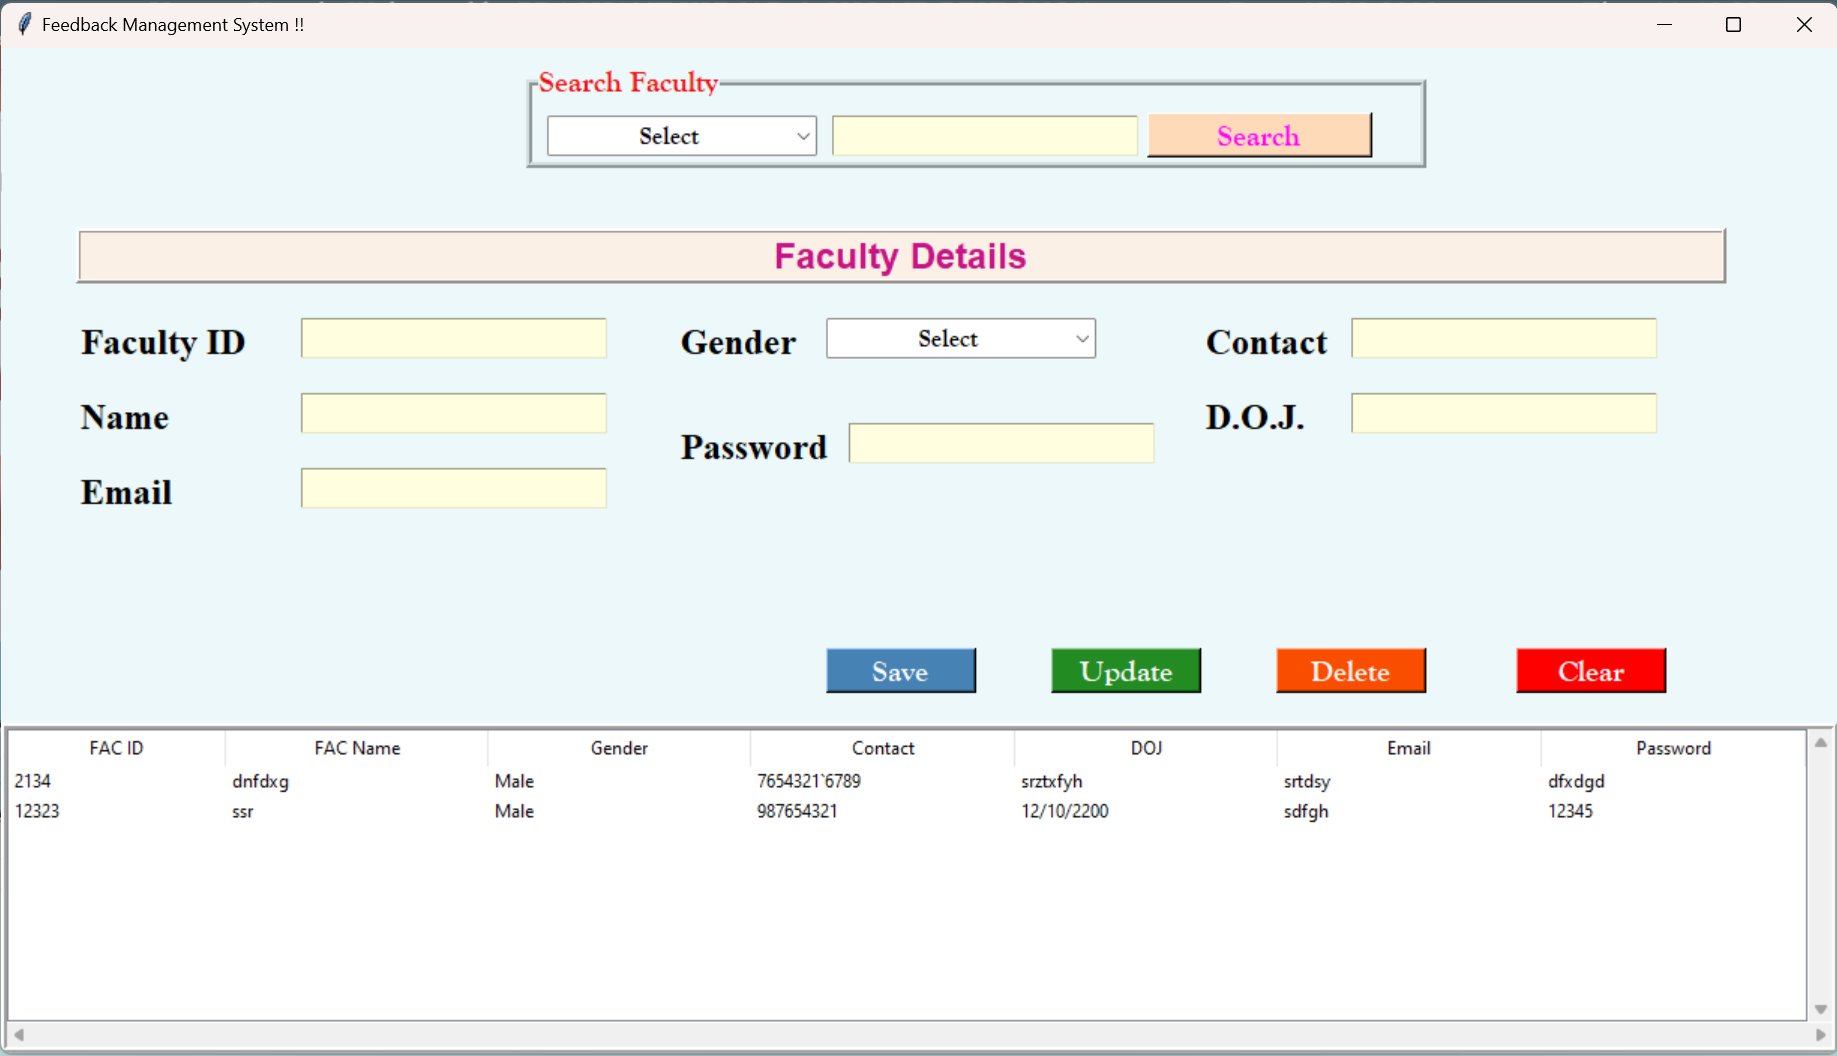 Feedback Management System !!
Search Faculty
Select Search
Faculty Details
Faculty ID Gender Select Contact
Name D.O.J.
Password
Email
Save Update Delete Clear
FAC ID FAC Name Gender Contact DOJ Email Password
2134 dnfdxg Male 7654321`6789 srztxfyh srtdsy dfxdgd
12323 ssr Male 987654321 12/10/2200 sdfgh 12345